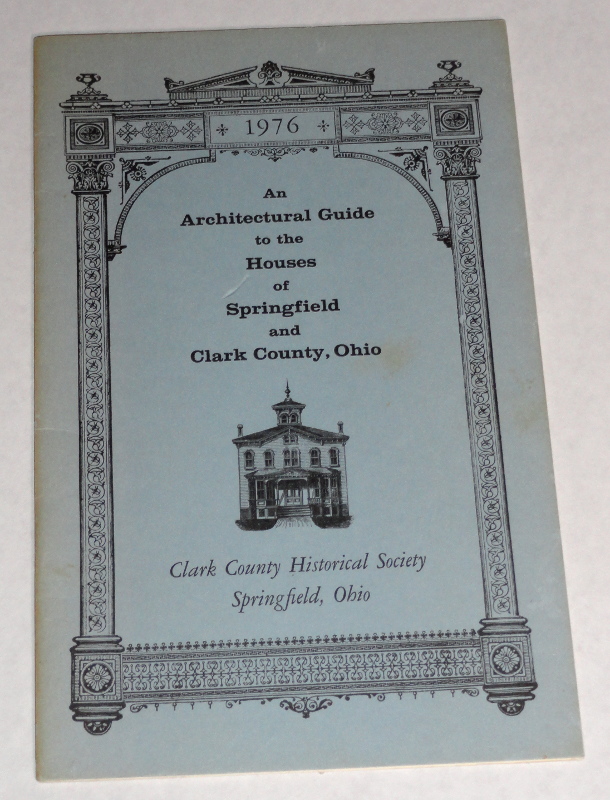 1976
An
Architectural Guide
to the
Houses
of
Springfield
and
Clark County, Ohio
Clark County Historical Society
Springfield, Ohio